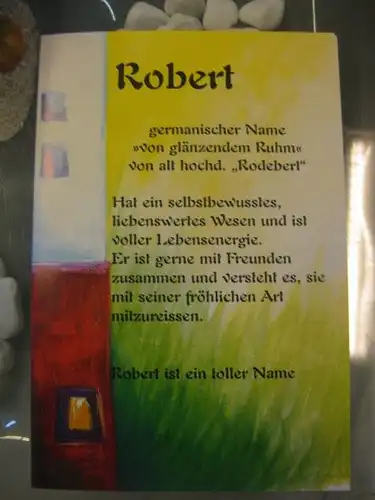 Robert
germanischer Name
»von glänzendem Ruhm«
von alt hochd. „Rodebert“
Hat ein selbstbewusstes,
liebenswertes Wesen und ist
voller Lebensenergie.
Er ist gerne mit Freunden
zusammen und versteht es, sie
mit seiner fröhlichen Art
mitzureissen.
Robert ist ein toller Name